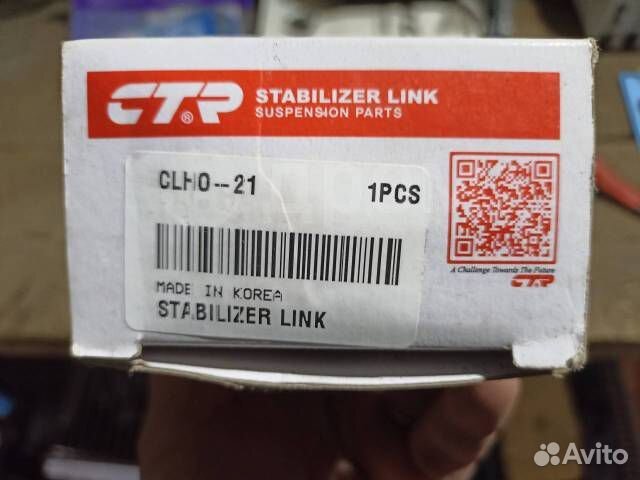 CTR®
STABILIZER LINK
SUSPENSION PARTS
CLHO--21 1PCS
MADE IN KOREA
STABILIZER LINK
A Challenge Towards The Future
CTR
Avito